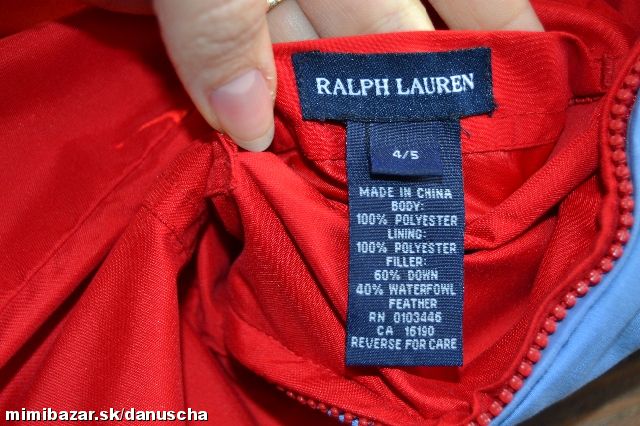 RALPH LAUREN
4/5
MADE IN CHINA
BODY:
100% POLYESTER
LINING:
100% POLYESTER
FILLER:
60% DOWN
40% WATERFOWL
FEATHER
RN 0103446
CA 16190
REVERSE FOR CARE
mimibazar.sk/danuscha